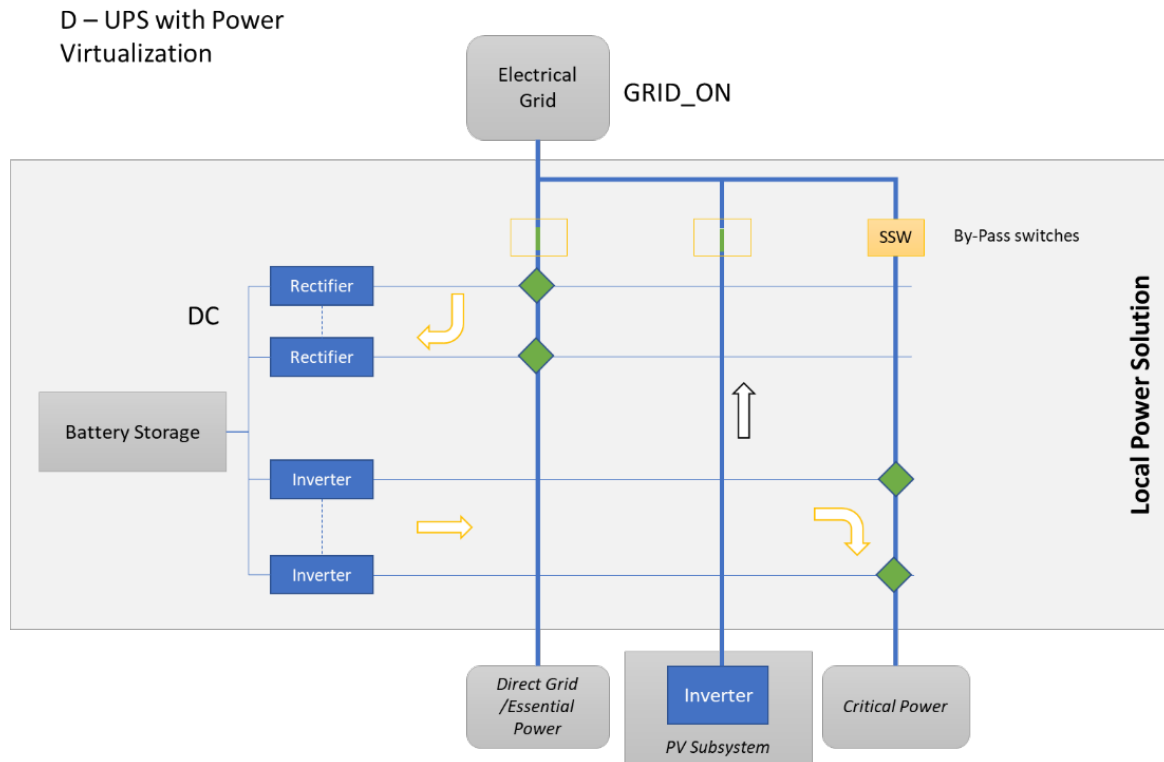 D – UPS with Power
Virtualization
Electrical
Grid
GRID_ON
SSW
By-Pass switches
Rectifier
DC
Rectifier
Battery Storage
Inverter
Inverter
Local Power Solution
Direct Grid
/Essential
Power
Inverter
PV Subsystem
Critical Power